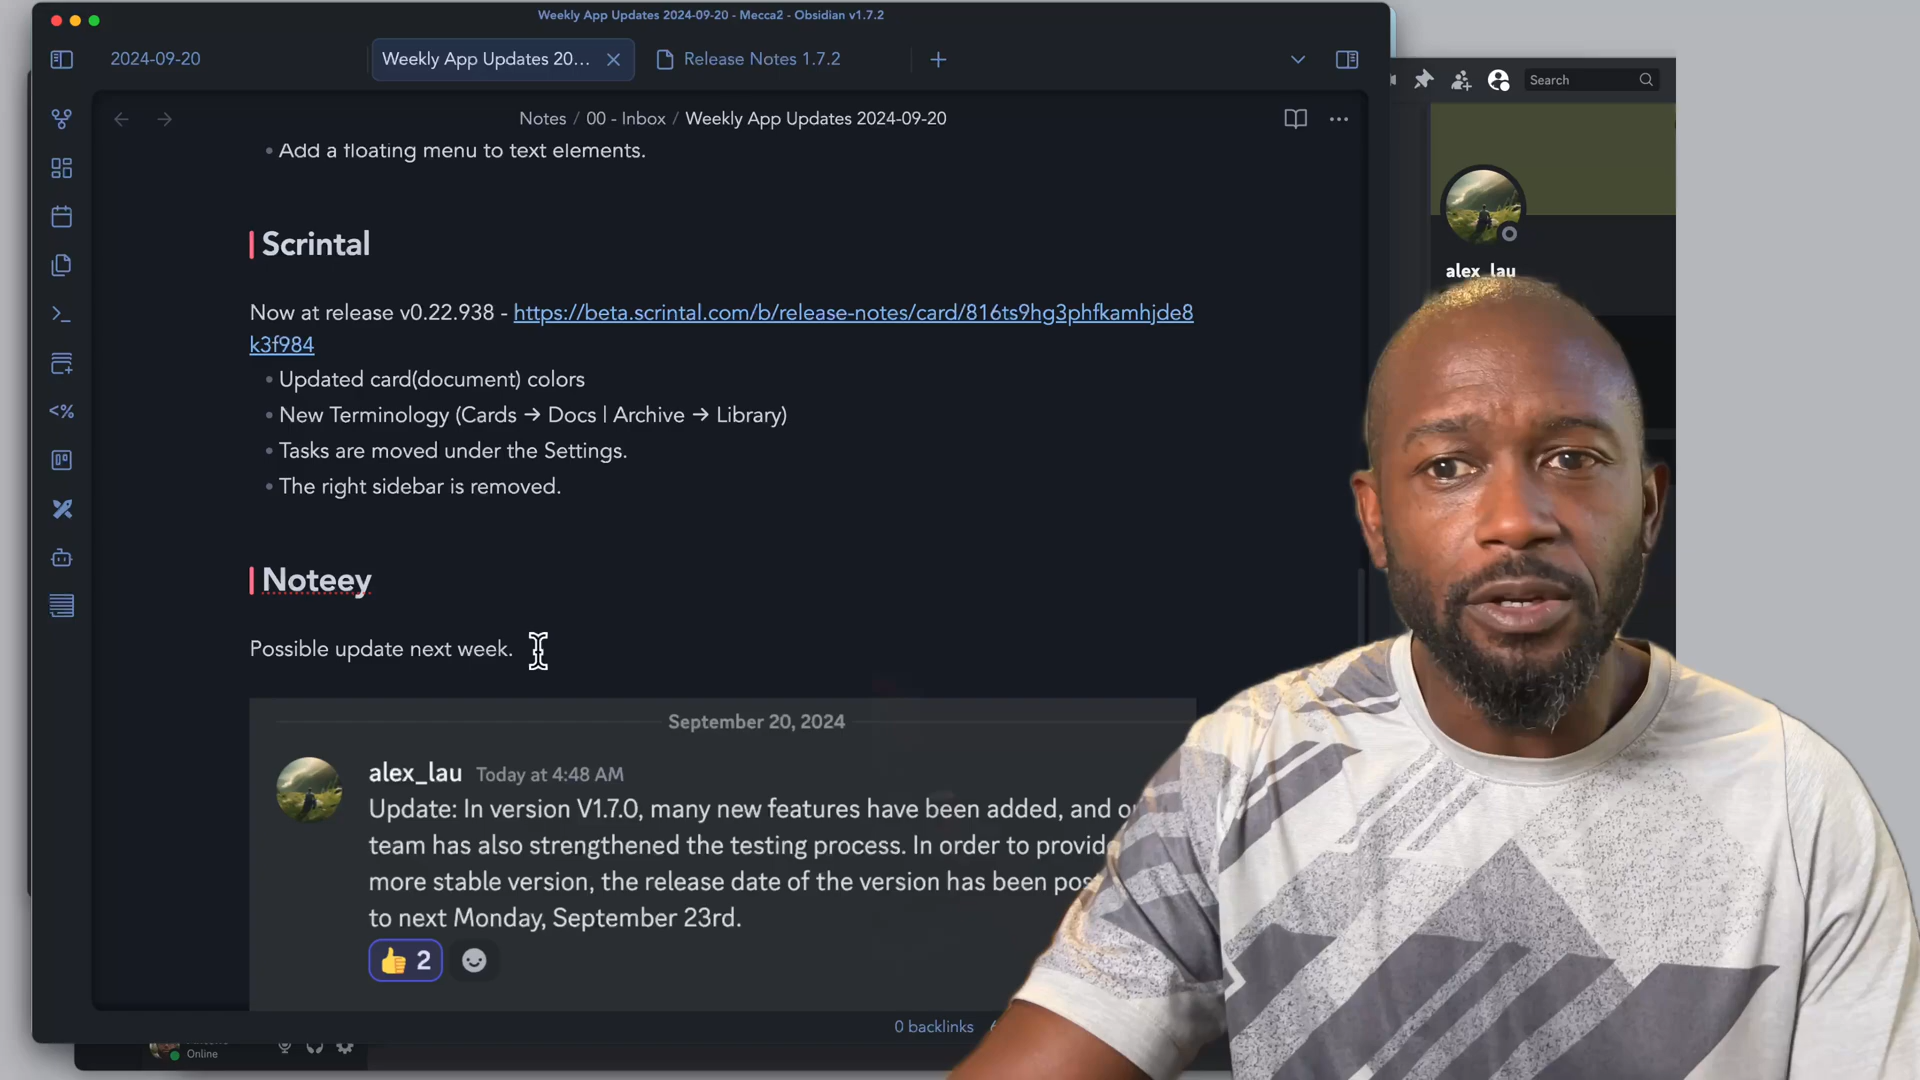 Weekly App Updates 2024-09-20 - Mecca2 - Obsidian v1.7.2
2024-09-20
Weekly App Updates 20...
Release Notes 1.7.2
Search
Notes / 00 - Inbox / Weekly App Updates 2024-09-20
• Add a floating menu to text elements.
alex_lau
Scrintal
Now at release v0.22.938 - https://beta.scrintal.com/b/release-notes/card/816ts9hg3phfkamhjde8
k3f984
• Updated card(document) colors
• New Terminology (Cards → Docs | Archive → Library)
• Tasks are moved under the Settings.
• The right sidebar is removed.
Noteey
Possible update next week.
September 20, 2024
alex_lau Today at 4:48 AM
Update: In version V1.7.0, many new features have been added, and
team has also strengthened the testing process. In order to
more stable version, the release date of the version has been
to next Monday, September 23rd.
2
0 backlinks
Online